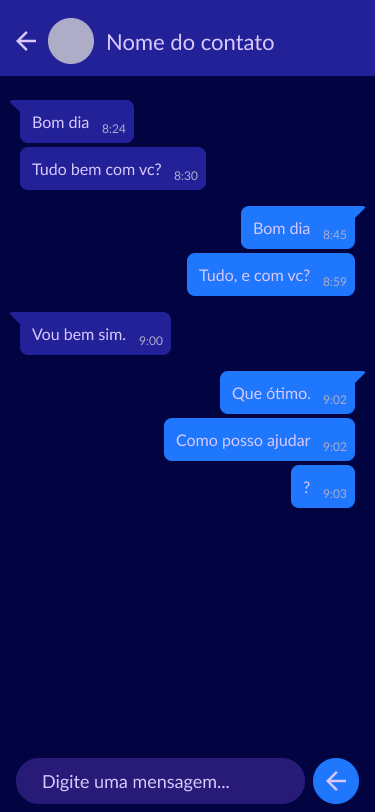 Nome do contato
Bom dia 8:24
Tudo bem com vc? 8:30
Bom dia 8:45
Tudo, e com vc? 8:59
Vou bem sim. 9:00
Que ótimo. 9:02
Como posso ajudar 9:02
? 9:03
Digite uma mensagem...